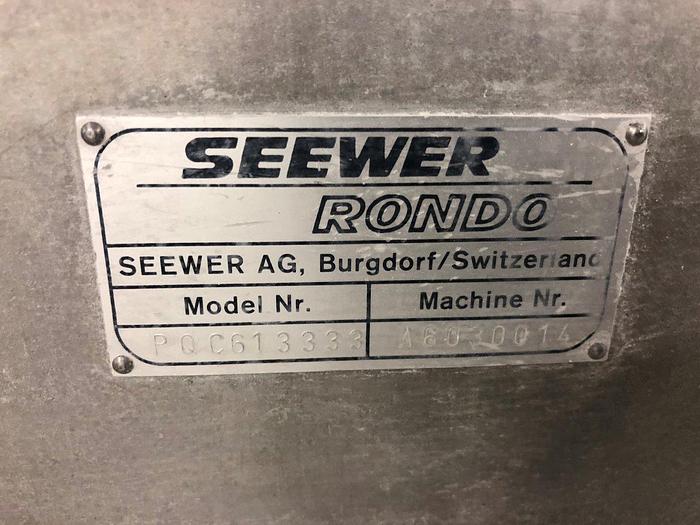 SEEWER
RONDO
SEEWER AG, Burgdorf/Switzerland
Model Nr. Machine Nr.
PQC613333